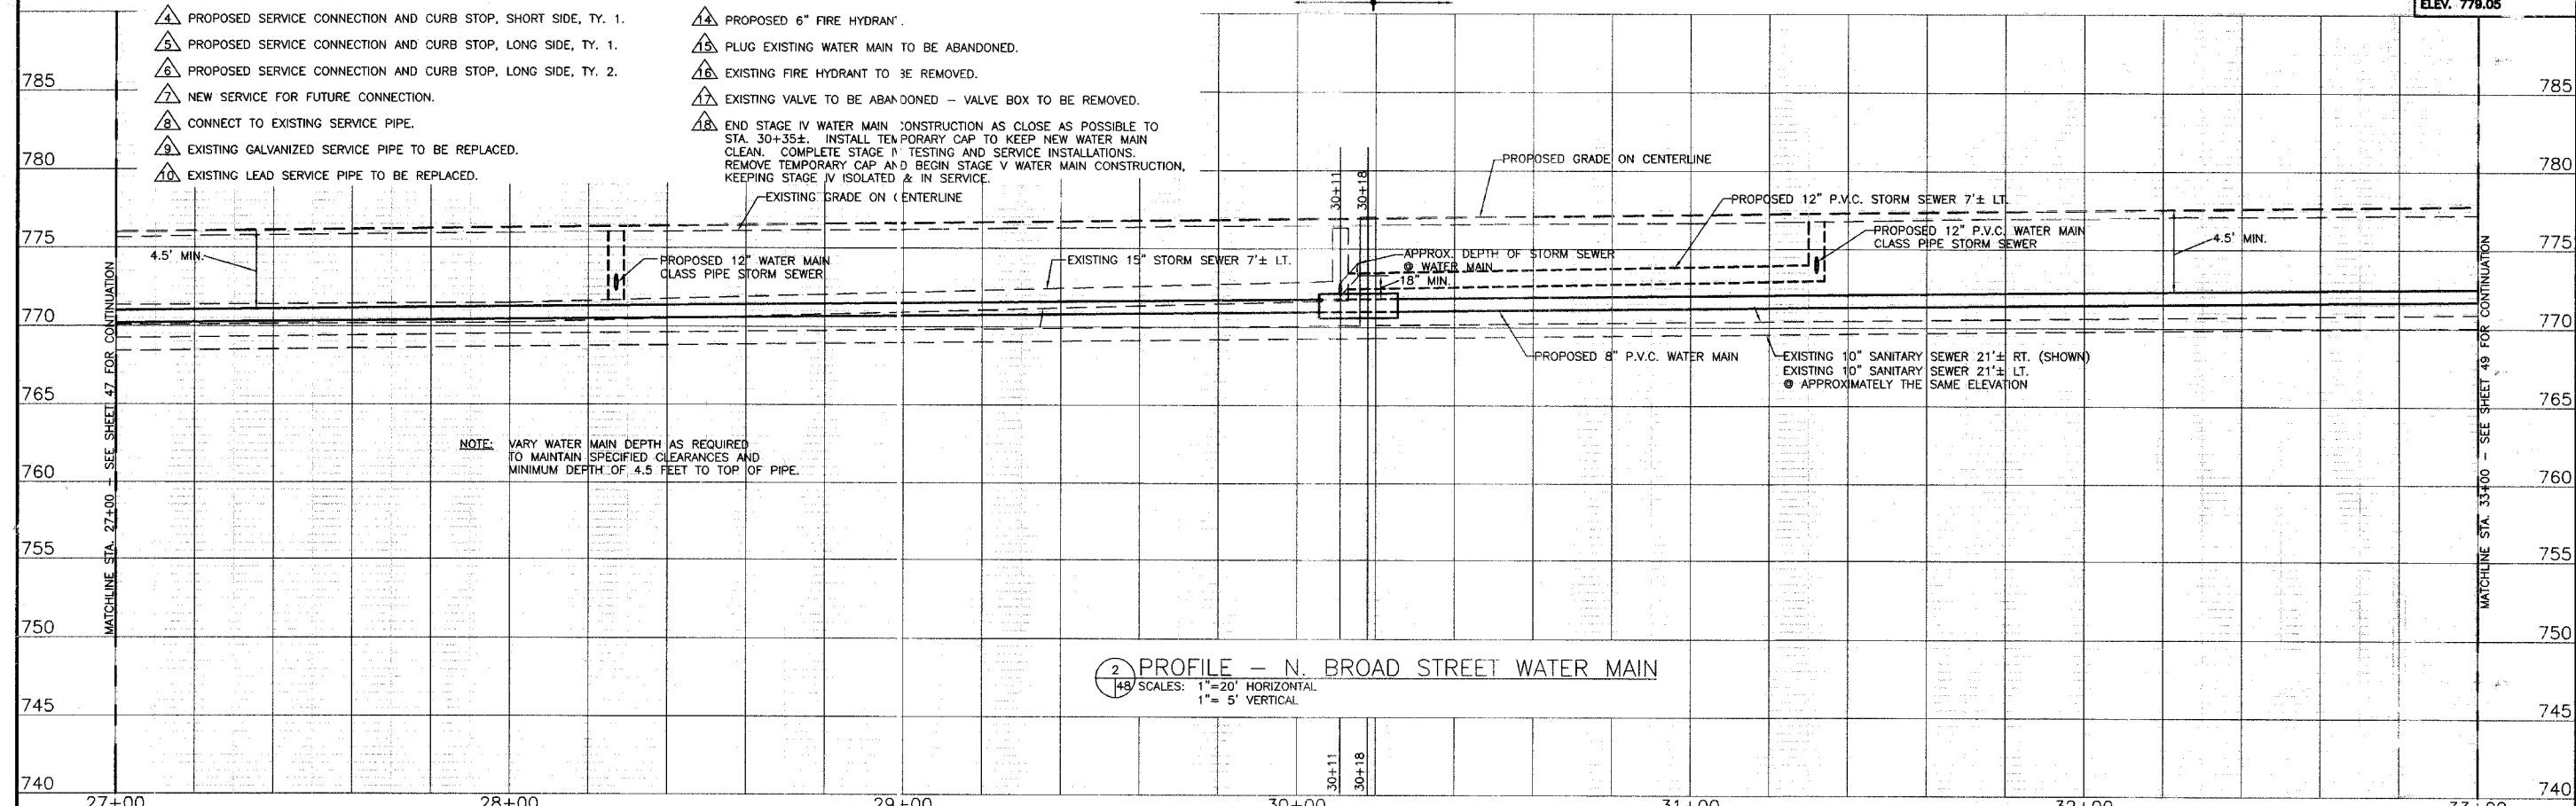 ELEV. 779.05
4 PROPOSED SERVICE CONNECTION AND CURB STOP, SHORT SIDE, TY. 1.
5 PROPOSED SERVICE CONNECTION AND CURB STOP, LONG SIDE, TY. 1.
6 PROPOSED SERVICE CONNECTION AND CURB STOP, LONG SIDE, TY. 2.
7 NEW SERVICE FOR FUTURE CONNECTION.
8 CONNECT TO EXISTING SERVICE PIPE.
9 EXISTING GALVANIZED SERVICE PIPE TO BE REPLACED.
10 EXISTING LEAD SERVICE PIPE TO BE REPLACED.
14 PROPOSED 6" FIRE HYDRANT.
15 PLUG EXISTING WATER MAIN TO BE ABANDONED.
16 EXISTING FIRE HYDRANT TO BE REMOVED.
17 EXISTING VALVE TO BE ABANDONED – VALVE BOX TO BE REMOVED.
18 END STAGE IV WATER MAIN CONSTRUCTION AS CLOSE AS POSSIBLE TO
STA. 30+35±. INSTALL TEMPORARY CAP TO KEEP NEW WATER MAIN
CLEAN. COMPLETE STAGE IV TESTING AND SERVICE INSTALLATIONS.
REMOVE TEMPORARY CAP AND BEGIN STAGE V WATER MAIN CONSTRUCTION,
KEEPING STAGE IV ISOLATED & IN SERVICE.
785
780
775
770
765
760
755
750
745
740
MATCHLINE STA. 27+00 – SEE SHEET 47 FOR CONTINUATION
4.5' MIN.
EXISTING GRADE ON CENTERLINE
PROPOSED 12" WATER MAIN
CLASS PIPE STORM SEWER
EXISTING 15" STORM SEWER 7'± LT.
30+11
30+18
PROPOSED GRADE ON CENTERLINE
APPROX. DEPTH OF STORM SEWER
@ WATER MAIN
18" MIN.
PROPOSED 12" P.V.C. STORM SEWER 7'± LT.
PROPOSED 12" P.V.C. WATER MAIN
CLASS PIPE STORM SEWER
4.5' MIN.
PROPOSED 8" P.V.C. WATER MAIN
EXISTING 10" SANITARY SEWER 21'± RT. (SHOWN)
EXISTING 10" SANITARY SEWER 21'± LT.
@ APPROXIMATELY THE SAME ELEVATION
NOTE: VARY WATER MAIN DEPTH AS REQUIRED
TO MAINTAIN SPECIFIED CLEARANCES AND
MINIMUM DEPTH OF 4.5 FEET TO TOP OF PIPE.
MATCHLINE STA. 33+00 – SEE SHEET 49 FOR CONTINUATION
785
780
775
770
765
760
755
750
745
740
2
48
PROFILE – N. BROAD STREET WATER MAIN
SCALES: 1"=20' HORIZONTAL
1"= 5' VERTICAL
30+11
30+18
27+00
28+00
29+00
30+00
31+00
32+00
33+00